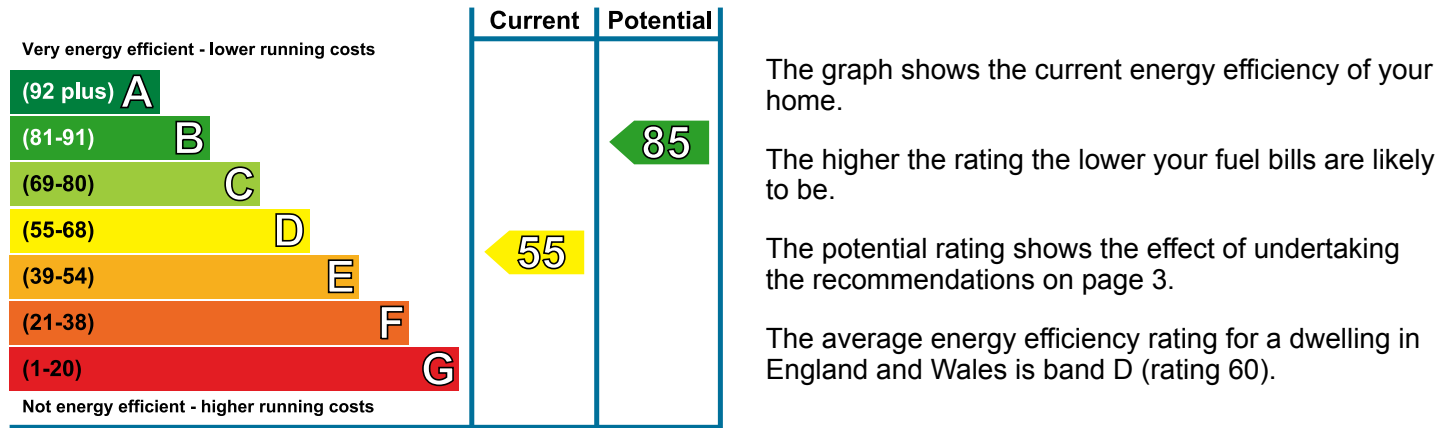 Current Potential
Very energy efficient - lower running costs
(92 plus) A
(81-91) B
85
(69-80) C
(55-68) D
55
(39-54) E
(21-38) F
(1-20) G
Not energy efficient - higher running costs
The graph shows the current energy efficiency of your
home.
The higher the rating the lower your fuel bills are likely
to be.
The potential rating shows the effect of undertaking
the recommendations on page 3.
The average energy efficiency rating for a dwelling in
England and Wales is band D (rating 60).